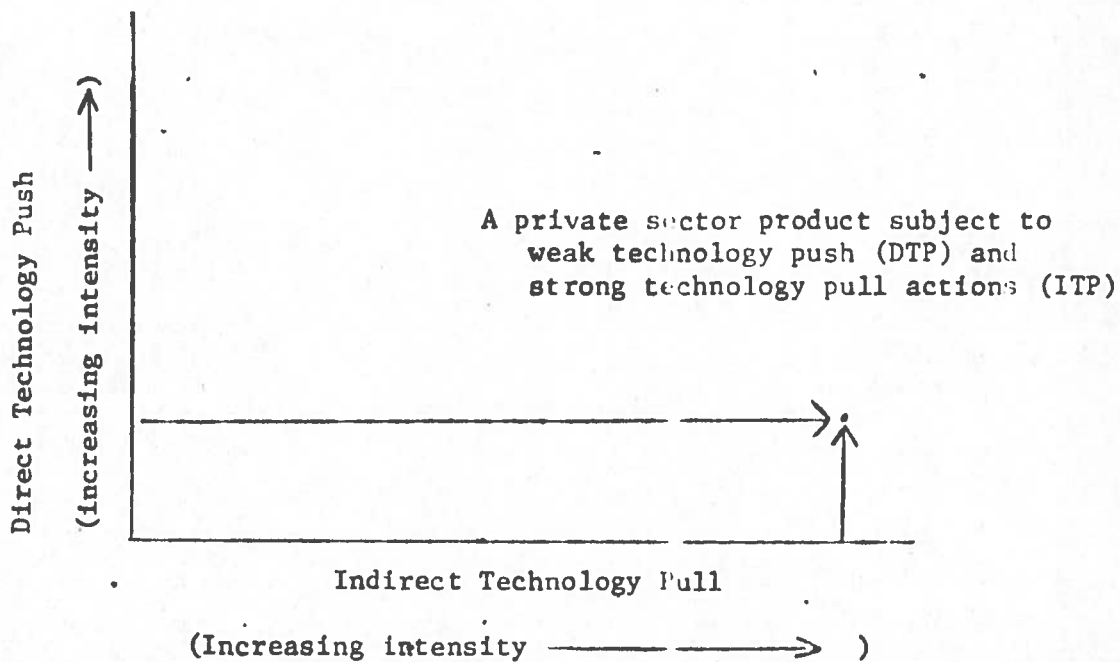 Direct Technology Push
(increasing intensity ⟶)
A private sector product subject to
weak technology push (DTP) and
strong technology pull actions (ITP)
Indirect Technology Pull
(Increasing intensity ⟶ )